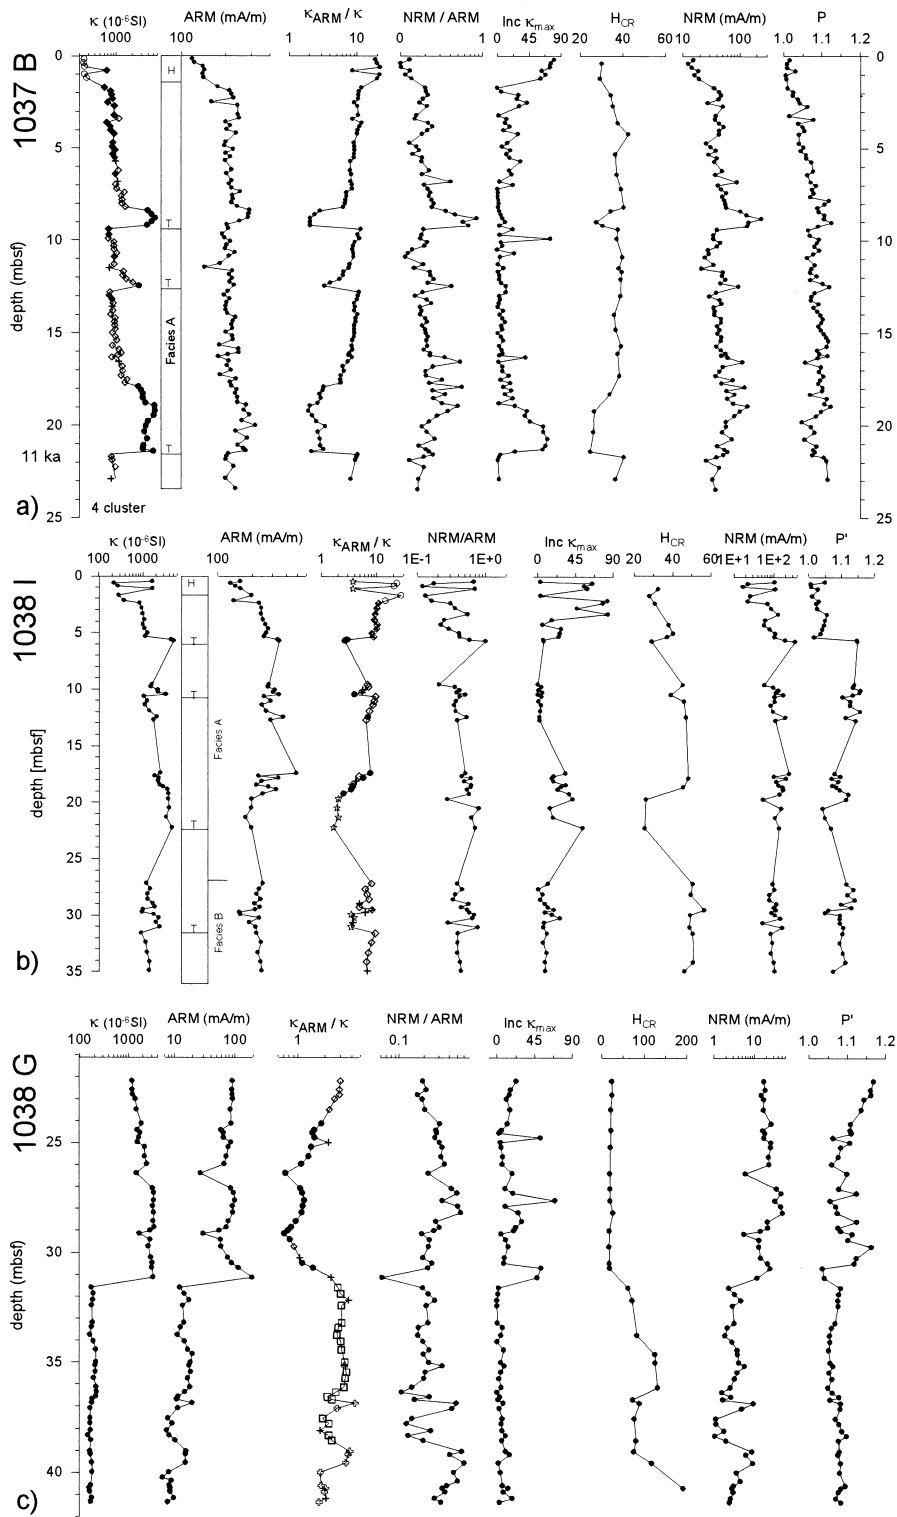 1037 B
κ (10⁻⁶SI) ARM (mA/m) κARM / κ NRM / ARM Inc κmax HCR NRM (mA/m) P
1000 100 1 10 0 1 0 45 90 20 40 60 10 100 1.0 1.1 1.2
0 0
H
5 5
depth (mbsf)
T
10 10
T
Facies A
15 15
20 20
T
11 ka
4 cluster
25 25
a)
1038 I
κ (10⁻⁶SI) ARM (mA/m) κARM / κ NRM/ARM Inc κmax HCR NRM (mA/m) P'
100 1000 100 1 10 1E-1 1E+0 0 45 90 20 40 60 1E+1 1E+2 1.0 1.1 1.2
0
H
5
T
10
T
Facies A
depth [mbsf]
15
20
T
25
Facies B
30
T
35
b)
1038 G
κ (10⁻⁶SI) ARM (mA/m) κARM / κ NRM / ARM Inc κmax HCR NRM (mA/m) P'
100 1000 10 100 1 0.1 0 45 90 0 100 200 1 10 1.0 1.1 1.2
25
30
depth (mbsf)
35
40
c)